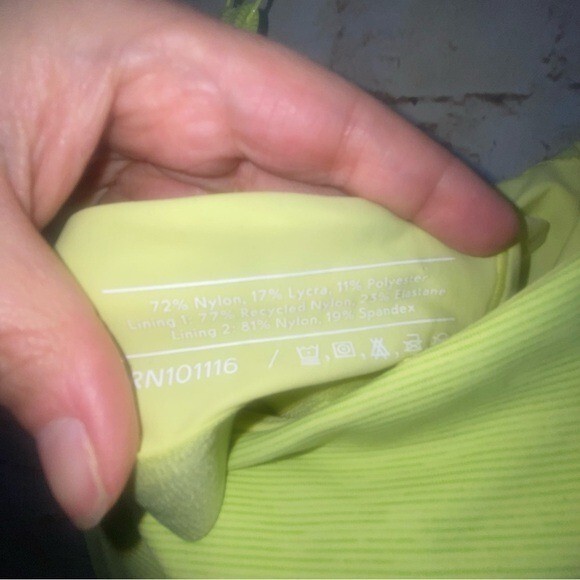 72% Nylon, 17% Lycra, 11% Polyester
Lining 1: 77% Recycled Nylon, 23% Elastane
Lining 2: 81% Nylon, 19% Spandex
RN101116 /